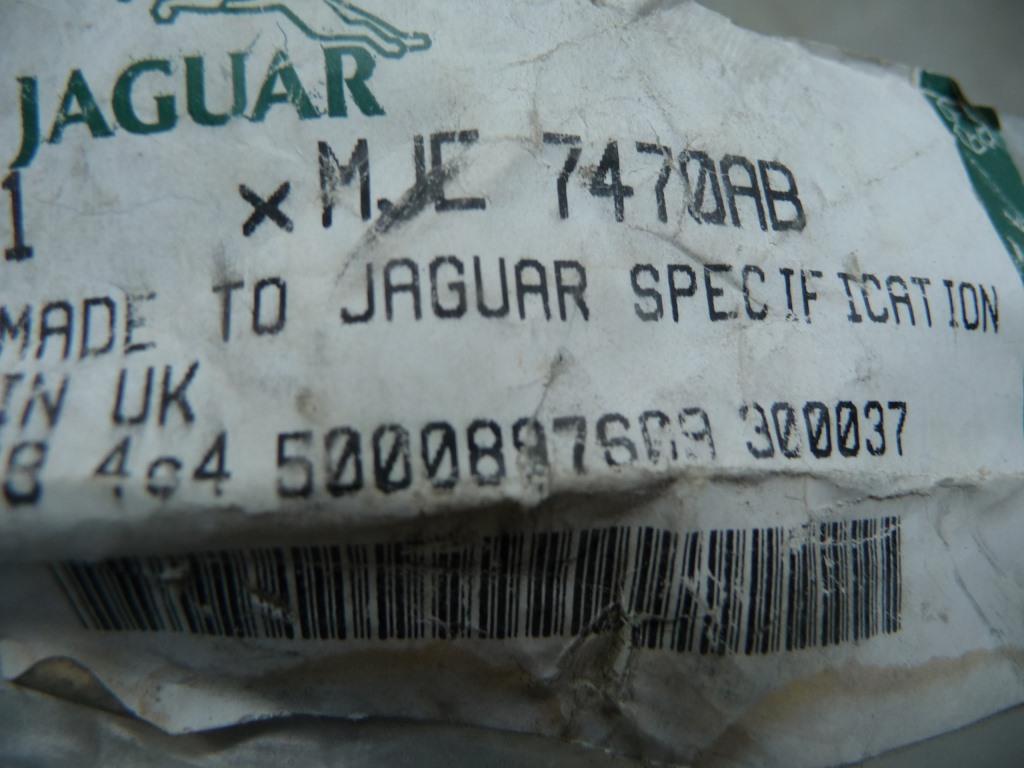 JAGUAR
1 × MJE 7470AB
MADE TO JAGUAR SPECIFICATION
IN UK
300037